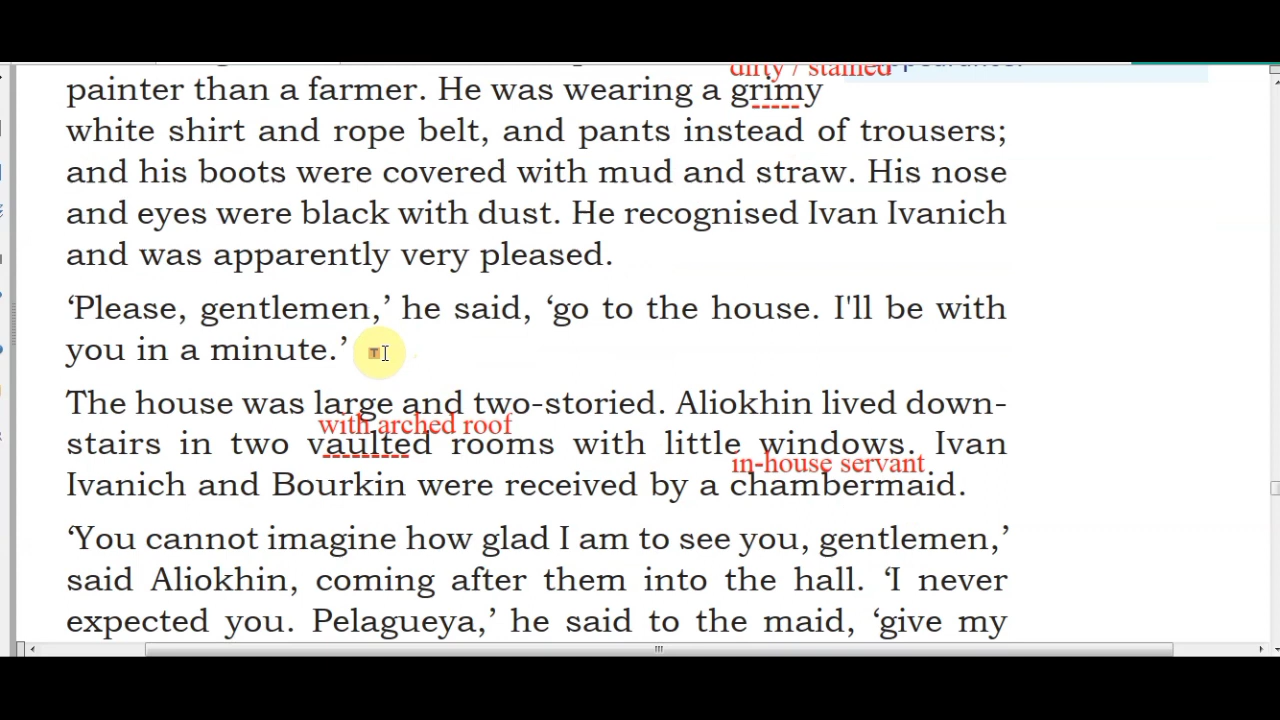 dirty / stained
painter than a farmer. He was wearing a grimy
white shirt and rope belt, and pants instead of trousers;
and his boots were covered with mud and straw. His nose
and eyes were black with dust. He recognised Ivan Ivanich
and was apparently very pleased.
‘Please, gentlemen,’ he said, ‘go to the house. I'll be with
you in a minute.’
The house was large and two-storied. Aliokhin lived down-
with arched roof
stairs in two vaulted rooms with little windows. Ivan
in-house servant
Ivanich and Bourkin were received by a chambermaid.
‘You cannot imagine how glad I am to see you, gentlemen,’
said Aliokhin, coming after them into the hall. ‘I never
expected you. Pelagueya,’ he said to the maid, ‘give my